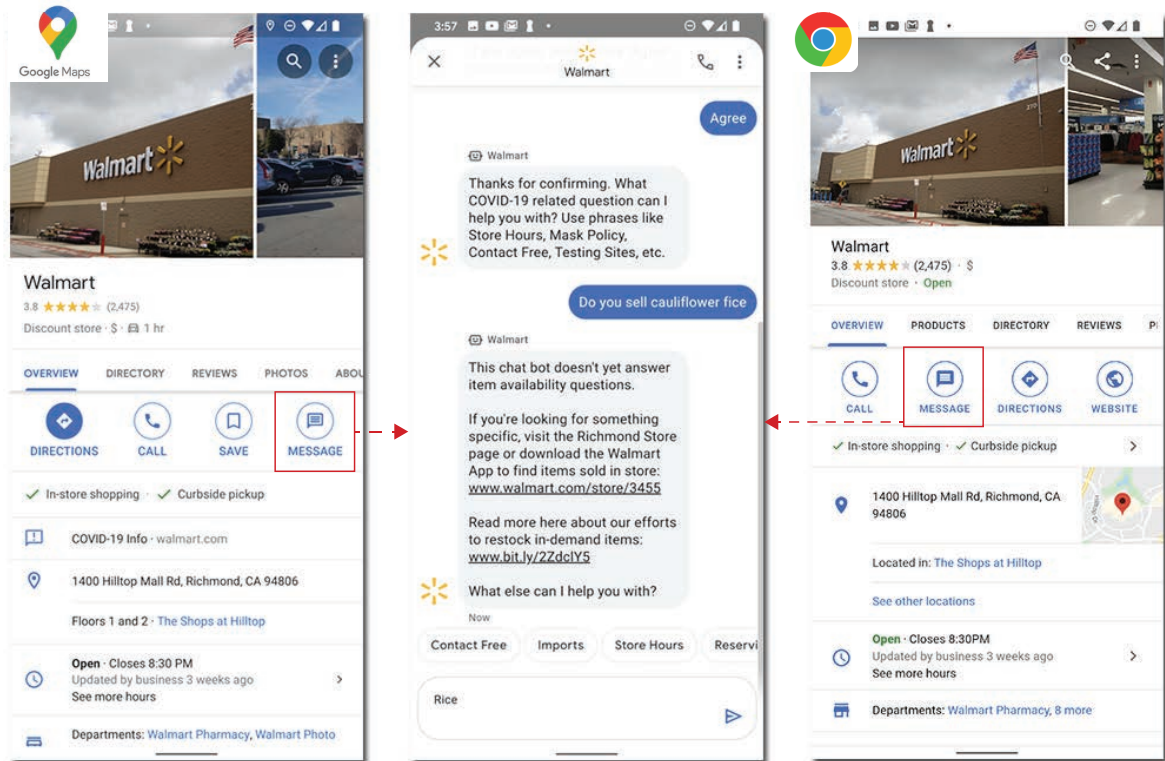 Google Maps
Walmart
Walmart
3.8 (2,475)
Discount store · $ · 1 hr
OVERVIEW DIRECTORY REVIEWS PHOTOS ABOU
DIRECTIONS CALL SAVE MESSAGE
In-store shopping · Curbside pickup
COVID-19 Info · walmart.com
1400 Hilltop Mall Rd, Richmond, CA 94806
Floors 1 and 2 · The Shops at Hilltop
Open · Closes 8:30 PM
Updated by business 3 weeks ago
See more hours
Departments: Walmart Pharmacy, Walmart Photo
3:57
Walmart
Agree
Walmart
Thanks for confirming. What
COVID-19 related question can I
help you with? Use phrases like
Store Hours, Mask Policy,
Contact Free, Testing Sites, etc.
Do you sell cauliflower fice
Walmart
This chat bot doesn't yet answer
item availability questions.
If you're looking for something
specific, visit the Richmond Store
page or download the Walmart
App to find items sold in store:
www.walmart.com/store/3455
Read more here about our efforts
to restock in-demand items:
www.bit.ly/2ZdclY5
What else can I help you with?
Now
Contact Free Imports Store Hours Reservi
Rice
Walmart
Walmart
3.8 (2,475) · $
Discount store · Open
OVERVIEW PRODUCTS DIRECTORY REVIEWS P
CALL MESSAGE DIRECTIONS WEBSITE
In-store shopping · Curbside pickup
1400 Hilltop Mall Rd, Richmond, CA
94806
Located in: The Shops at Hilltop
See other locations
Open · Closes 8:30PM
Updated by business 3 weeks ago
See more hours
Departments: Walmart Pharmacy, 8 more